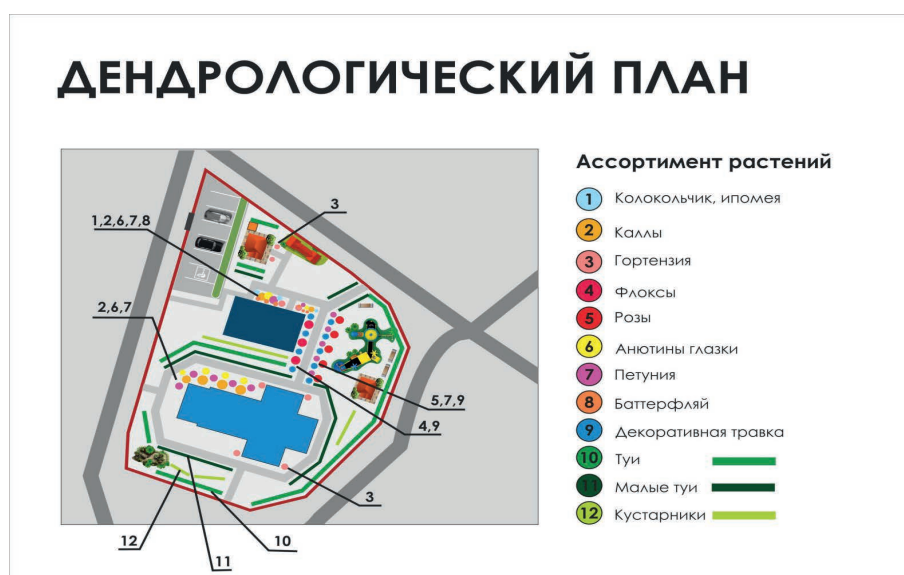 ДЕНДРОЛОГИЧЕСКИЙ ПЛАН
Ассортимент растений
1 Колокольчик, ипомея
2 Каллы
3 Гортензия
4 Флоксы
5 Розы
6 Анютины глазки
7 Петуния
8 Баттерфляй
9 Декоративная травка
10 Туи
11 Малые туи
12 Кустарники
3
1,2,6,7,8
2,6,7
5,7,9
4,9
3
12
11
10